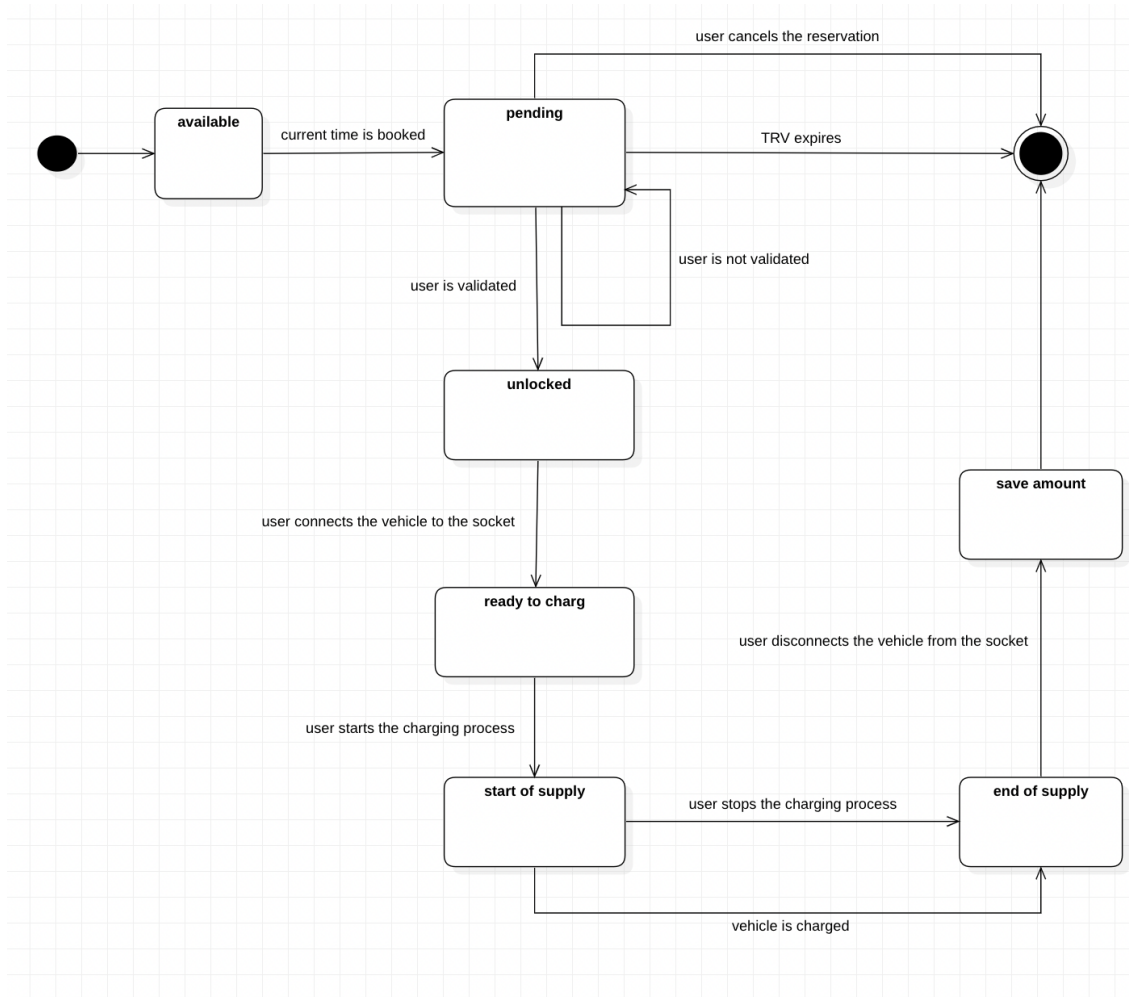 user cancels the reservation
available
pending
current time is booked
TRV expires
user is not validated
user is validated
unlocked
save amount
user connects the vehicle to the socket
ready to charg
user disconnects the vehicle from the socket
user starts the charging process
start of supply
end of supply
user stops the charging process
vehicle is charged